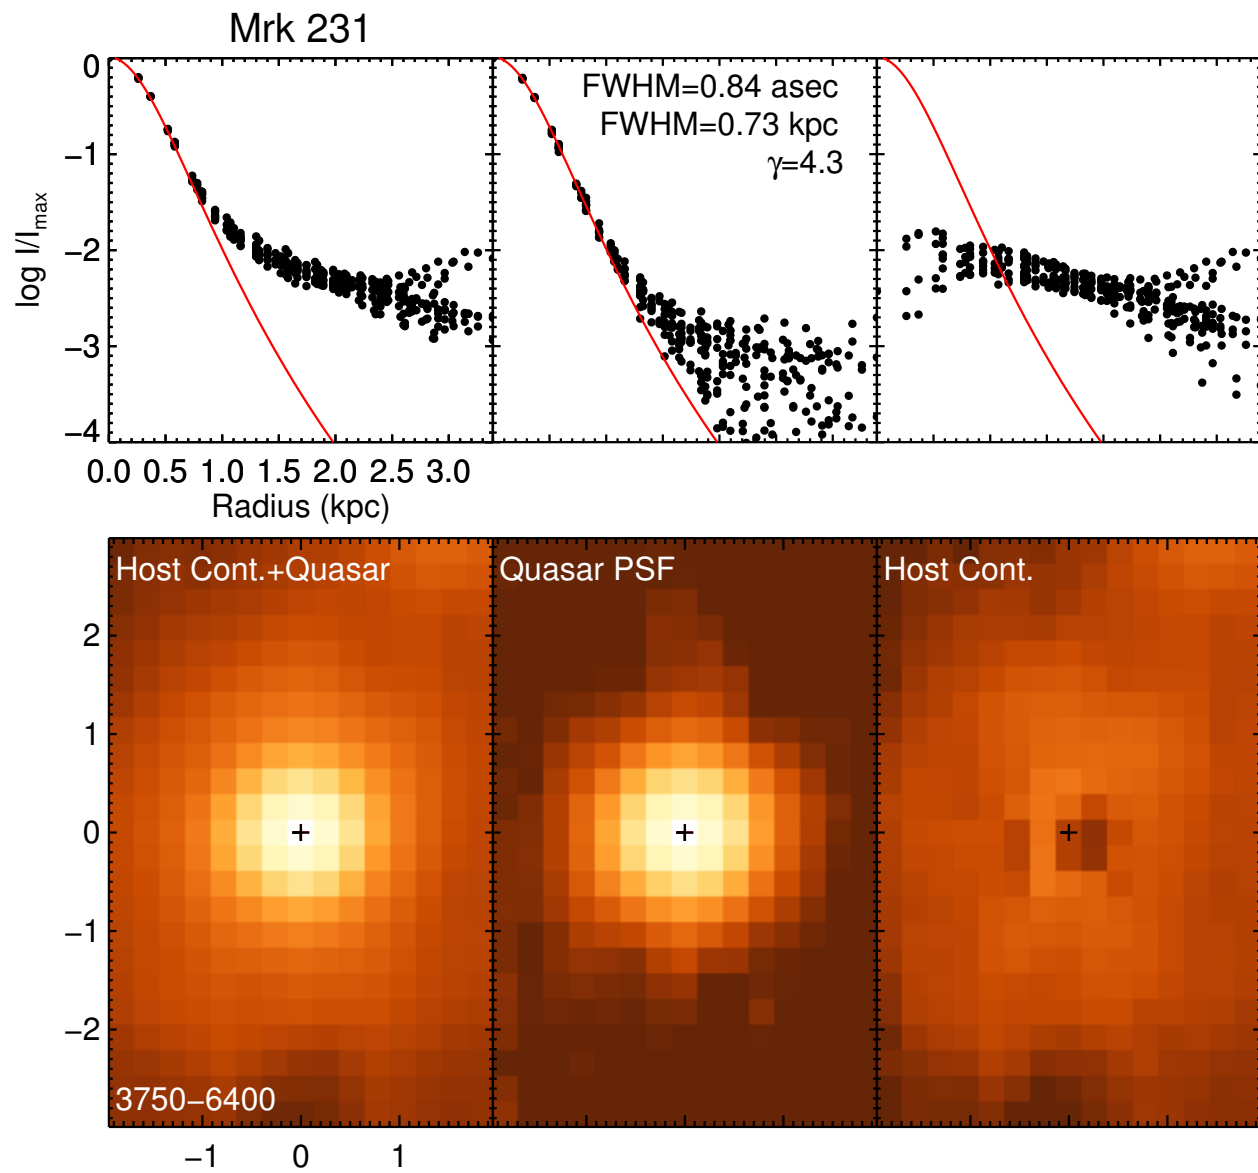 Mrk 231
0
−1
−2
−3
−4
log I/I_max
FWHM=0.84 asec
FWHM=0.73 kpc
γ=4.3
0.0 0.5 1.0 1.5 2.0 2.5 3.0
Radius (kpc)
Host Cont.+Quasar
Quasar PSF
Host Cont.
2
1
0
−1
−2
3750−6400
−1 0 1